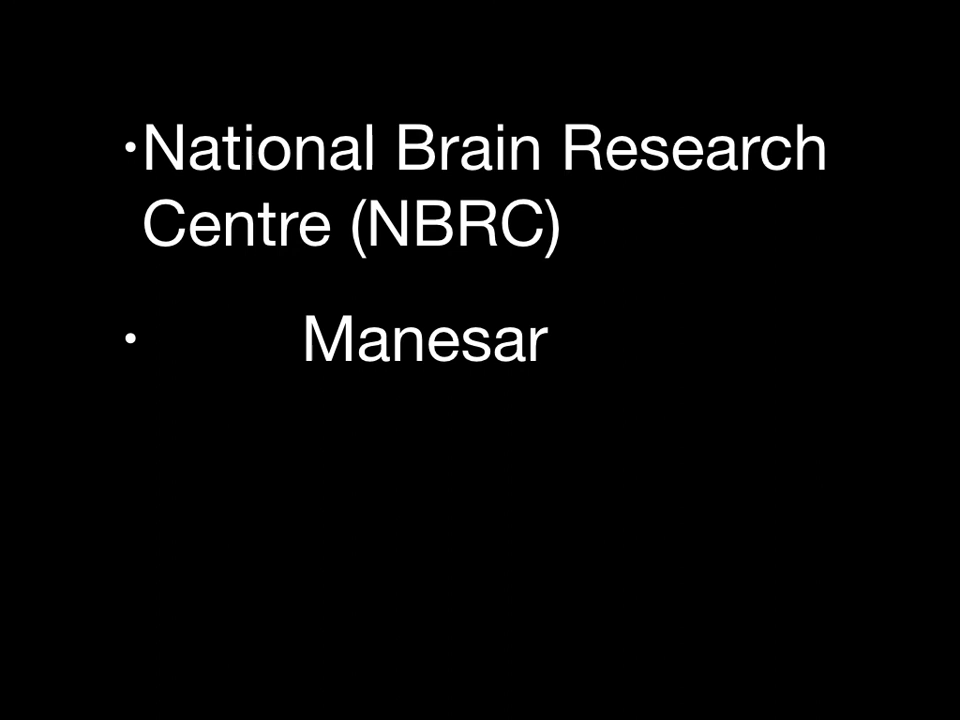 •National Brain Research
Centre (NBRC)
• Manesar